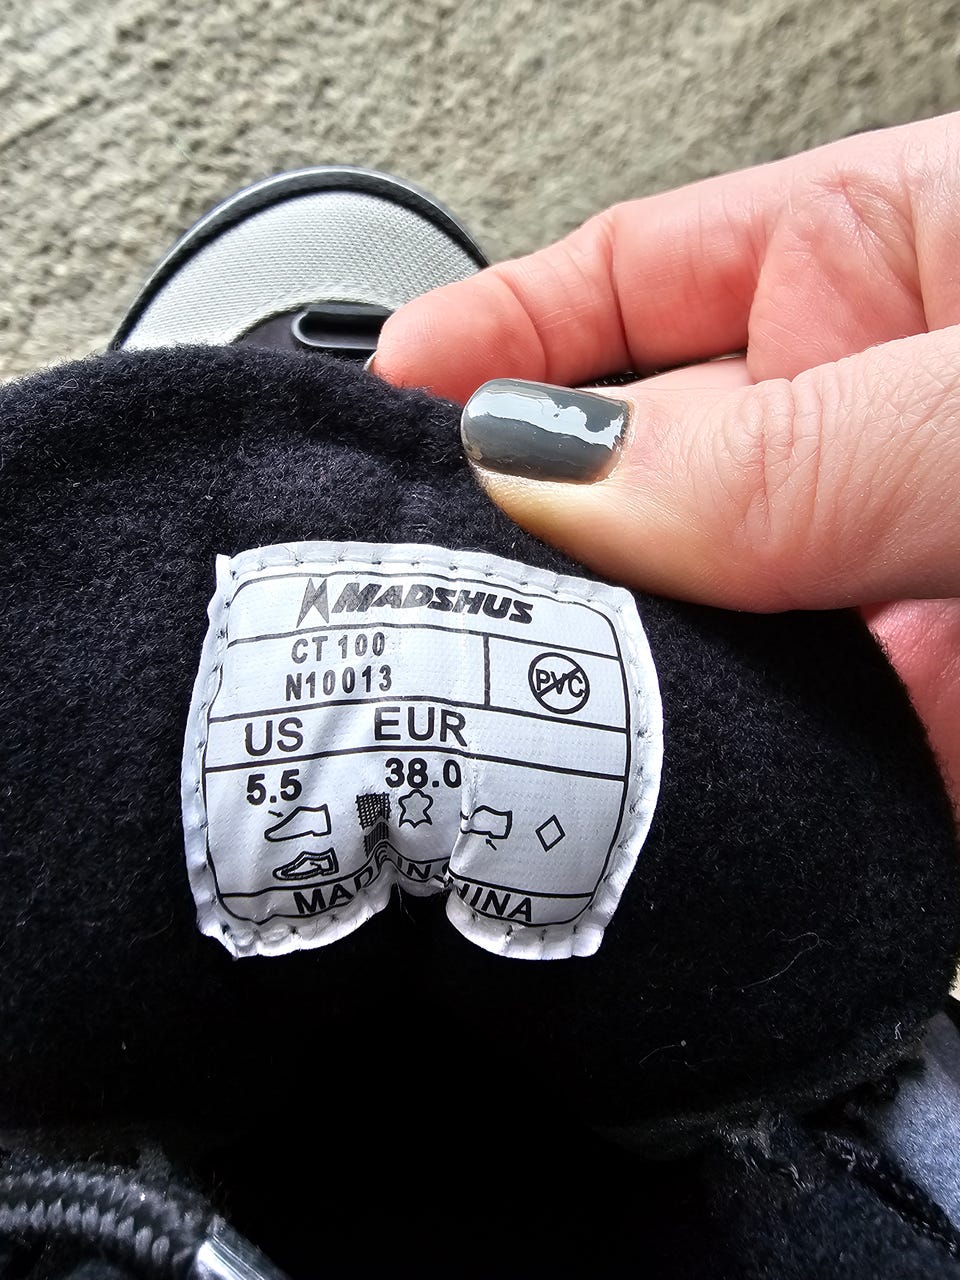 MADSHUS
CT 100
N10013
PVC
US EUR
5.5 38.0
MADE IN CHINA